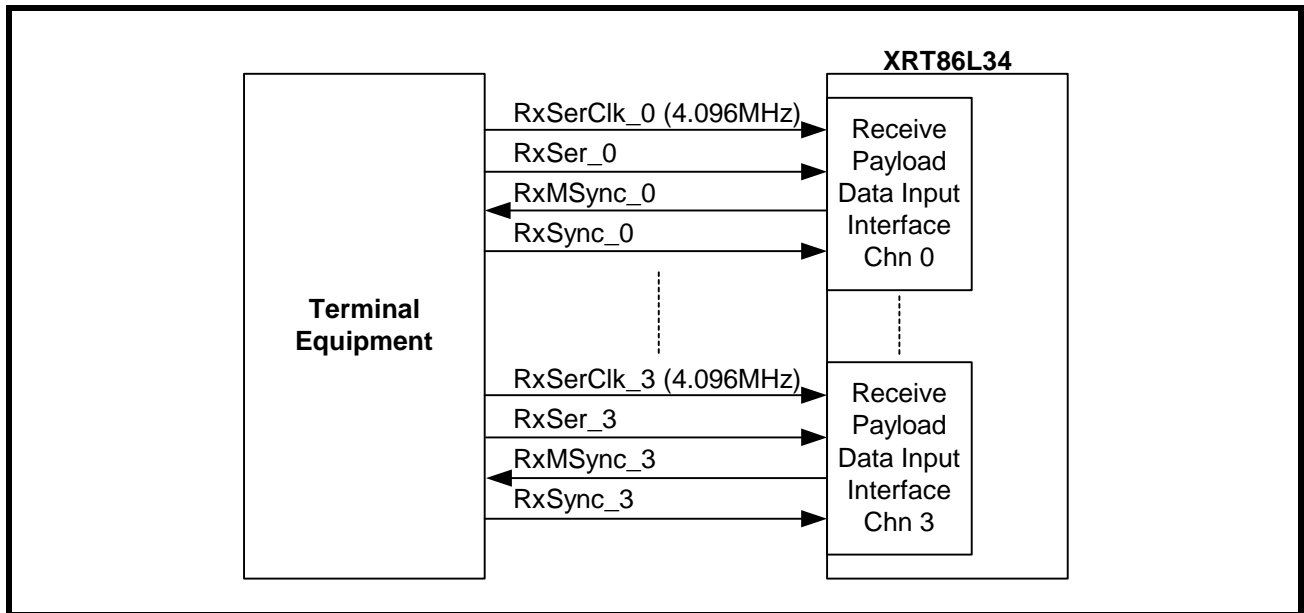 XRT86L34
RxSerClk_0 (4.096MHz)
RxSer_0
RxMSync_0
RxSync_0
Receive
Payload
Data Input
Interface
Chn 0
Terminal
Equipment
RxSerClk_3 (4.096MHz)
RxSer_3
RxMSync_3
RxSync_3
Receive
Payload
Data Input
Interface
Chn 3